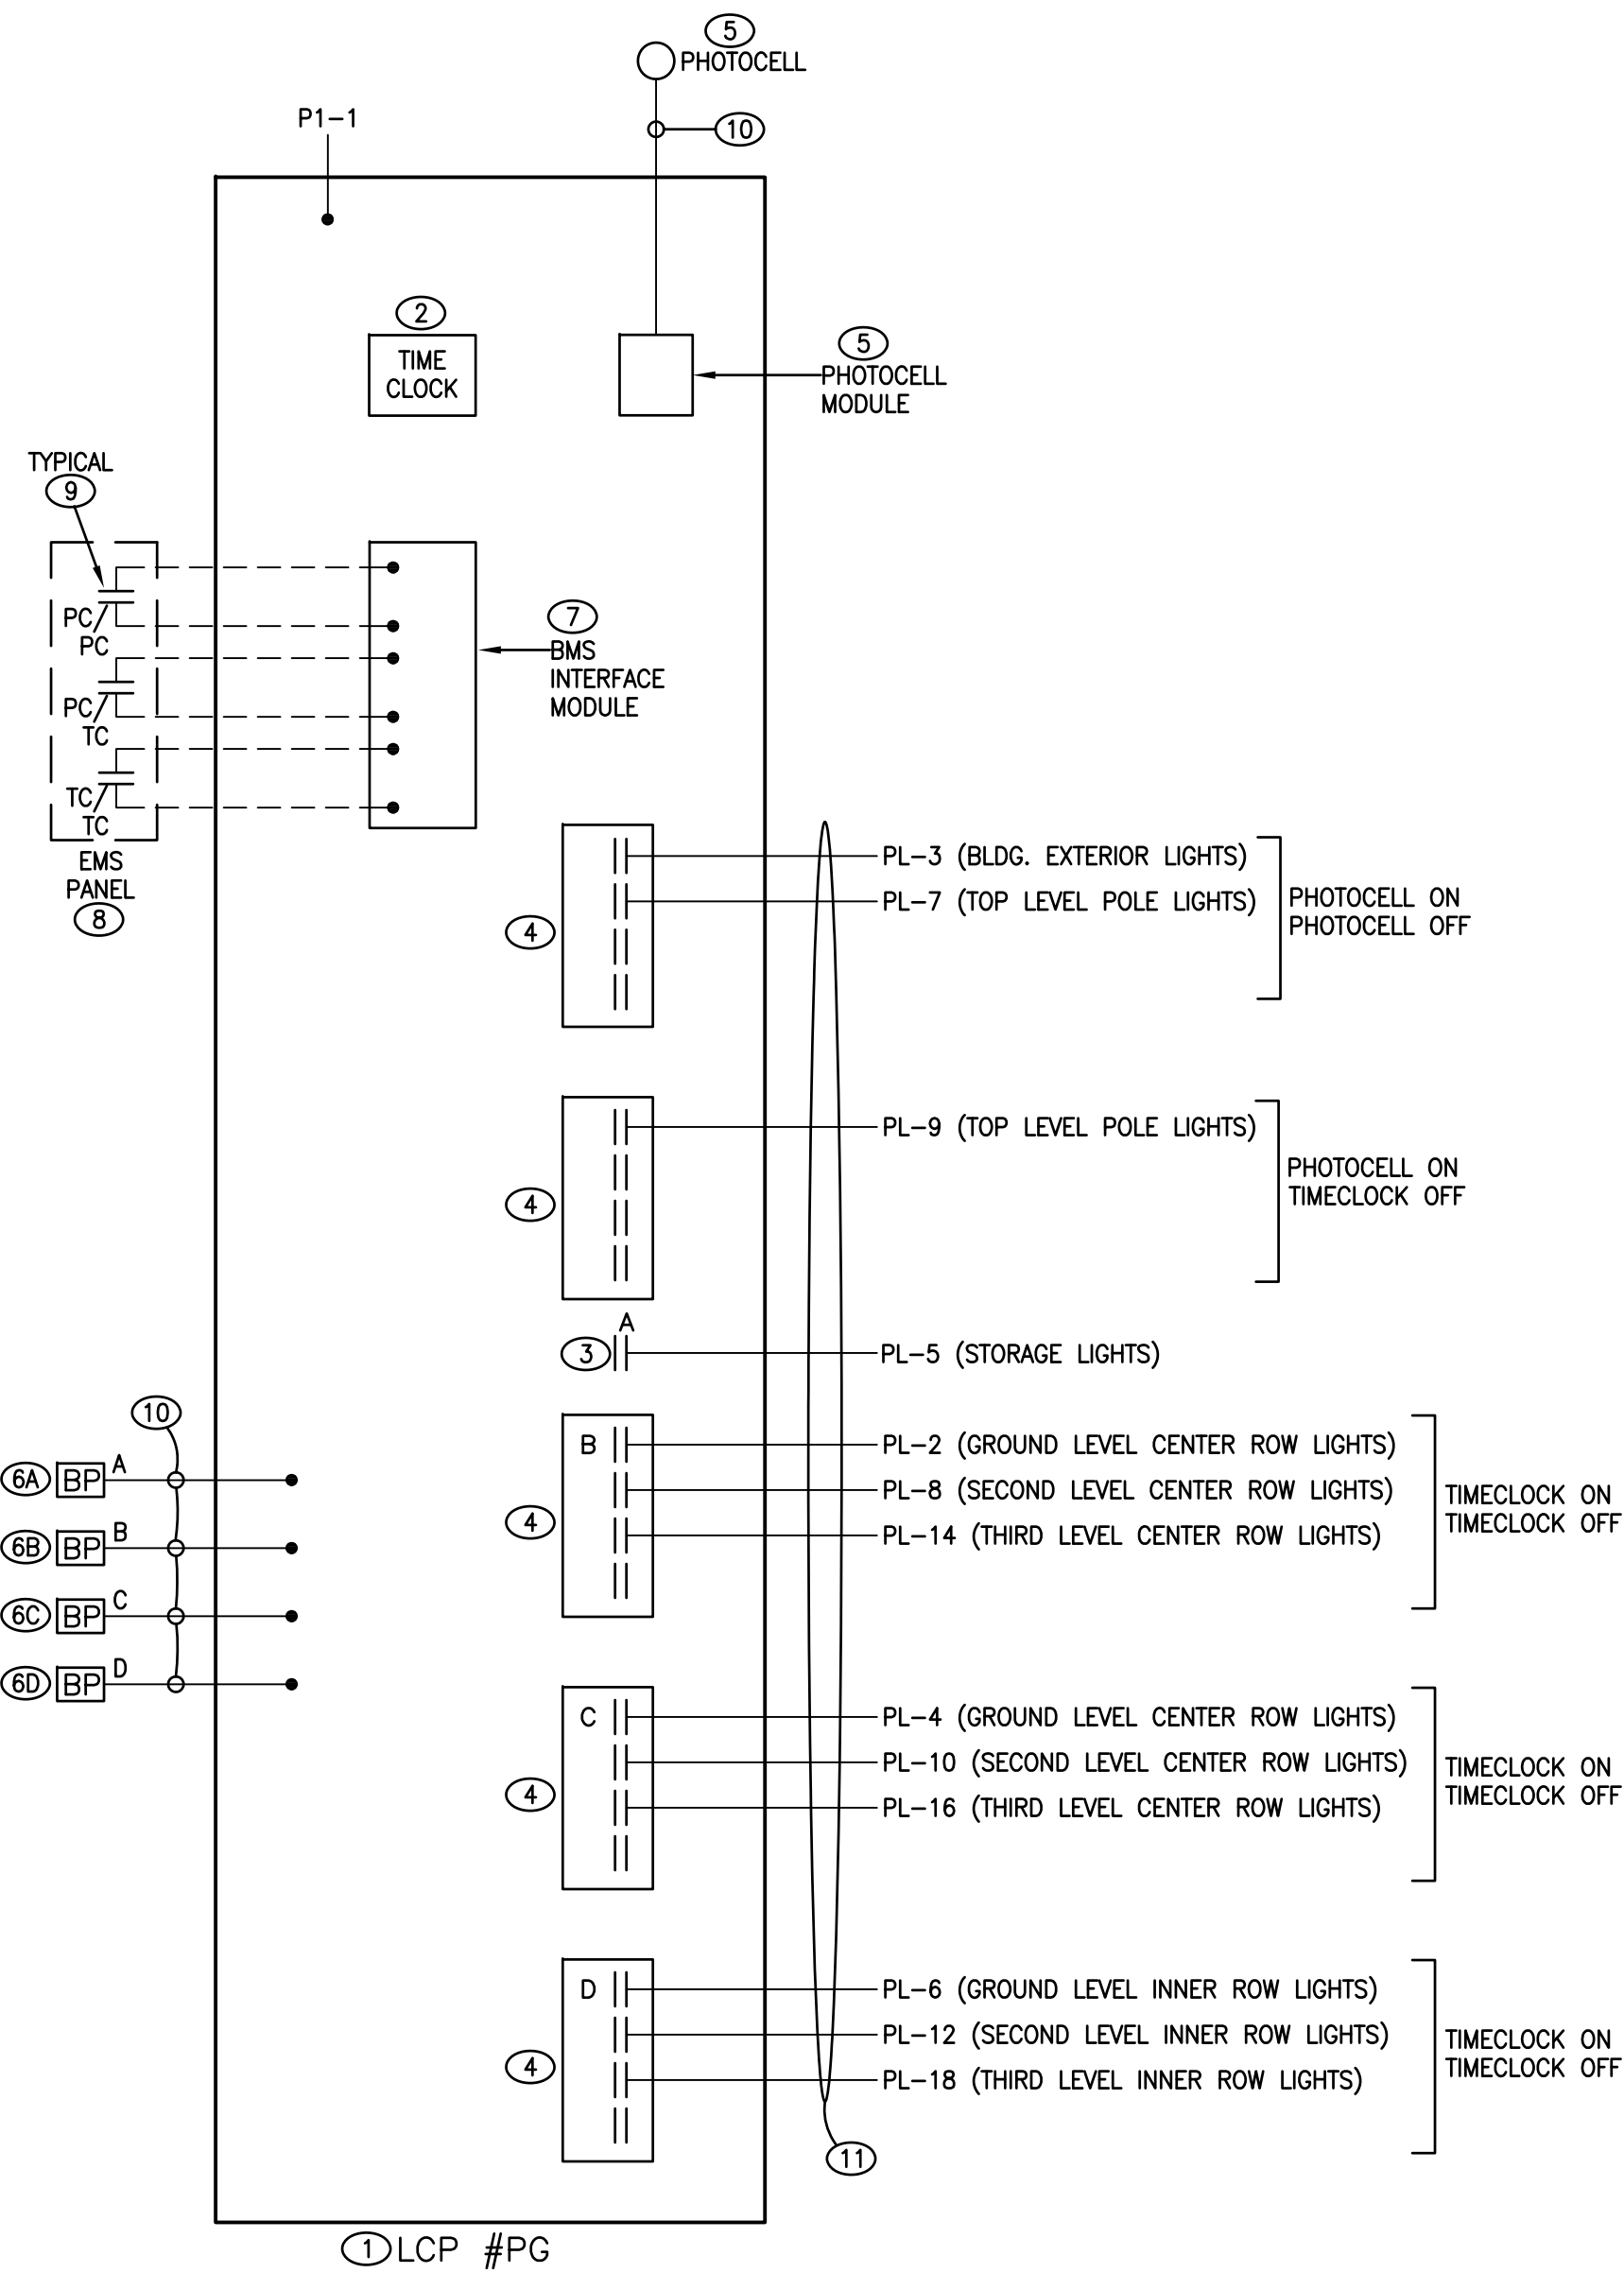 5
PHOTOCELL
P1-1
10
2
TIME
CLOCK
5
PHOTOCELL
MODULE
TYPICAL
9
PC
PC
PC
TC
TC
TC
EMS
PANEL
8
7
BMS
INTERFACE
MODULE
4
PL-3 (BLDG. EXTERIOR LIGHTS)
PL-7 (TOP LEVEL POLE LIGHTS)
PHOTOCELL ON
PHOTOCELL OFF
4
PL-9 (TOP LEVEL POLE LIGHTS)
PHOTOCELL ON
TIMECLOCK OFF
A
3
PL-5 (STORAGE LIGHTS)
10
6A BP A
6B BP B
6C BP C
6D BP D
B
4
PL-2 (GROUND LEVEL CENTER ROW LIGHTS)
PL-8 (SECOND LEVEL CENTER ROW LIGHTS)
PL-14 (THIRD LEVEL CENTER ROW LIGHTS)
TIMECLOCK ON
TIMECLOCK OFF
C
4
PL-4 (GROUND LEVEL CENTER ROW LIGHTS)
PL-10 (SECOND LEVEL CENTER ROW LIGHTS)
PL-16 (THIRD LEVEL CENTER ROW LIGHTS)
TIMECLOCK ON
TIMECLOCK OFF
D
4
PL-6 (GROUND LEVEL INNER ROW LIGHTS)
PL-12 (SECOND LEVEL INNER ROW LIGHTS)
PL-18 (THIRD LEVEL INNER ROW LIGHTS)
TIMECLOCK ON
TIMECLOCK OFF
11
1 LCP #PG